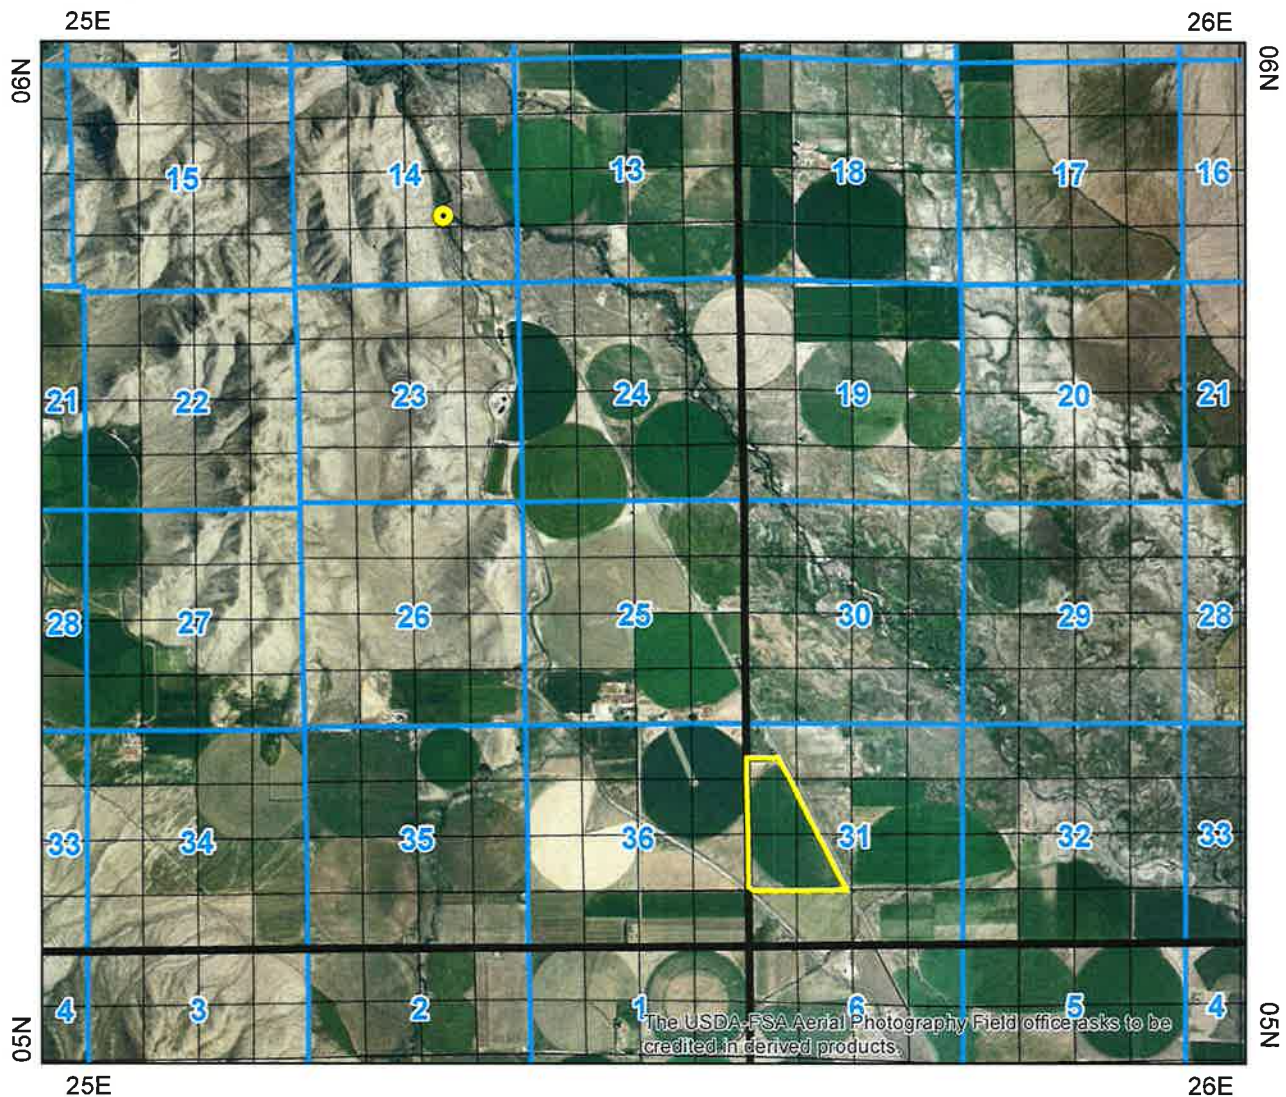 25E 26E
06N 06N
15 14 13 18 17 16
21 22 23 24 19 20 21
28 27 26 25 30 29 28
33 34 35 36 31 32 33
4 3 2 1 6 5 4
The USDA-FSA Aerial Photography Field office asks to be
credited in derived products.
05N 05N
25E 26E